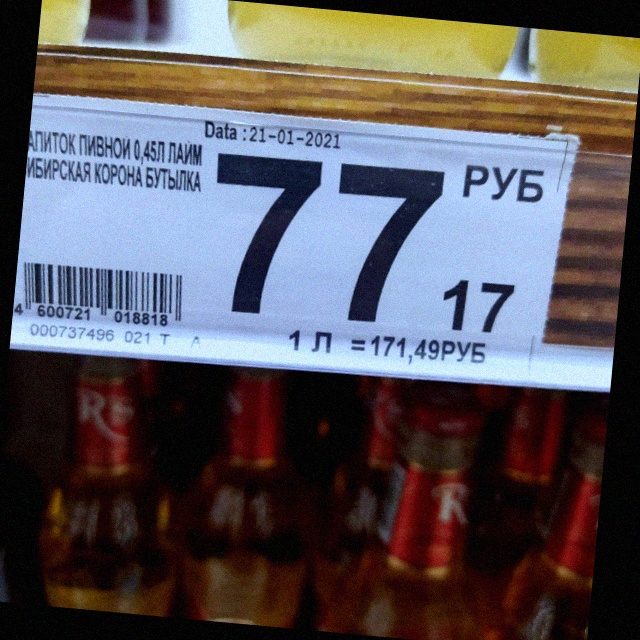 Data : 21-01-2021
АПИТОК ПИВНОЙ 0,45Л ЛАЙМ
ИБИРСКАЯ КОРОНА БУТЫЛКА
77 РУБ
17
4 600721 018818
000737496 021 Т А
1 Л =171,49РУБ